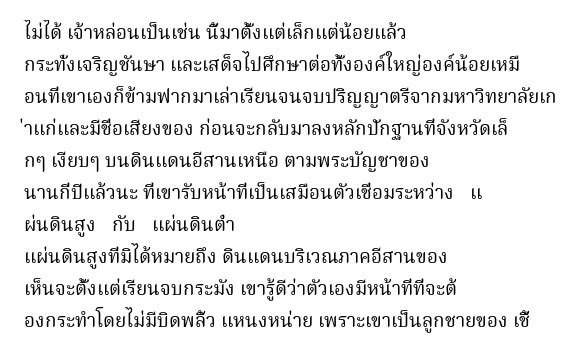 ไม่ได้ เจ้าหล่อนเป็นเช่น นี้มาตั้งแต่เล็กแต่น้อยแล้ว
กระทั่งเจริญชันษา และเสด็จไปศึกษาต่อทั้งองค์ใหญ่องค์น้อยเหมื
อนที่เขาเองก็ข้ามฟากมาเล่าเรียนจนจบปริญญาตรีจากมหาวิทยาลัยเก
่าแก่และมีชื่อเสียงของ ก่อนจะกลับมาลงหลักปักฐานที่จังหวัดเล็
กๆ เงียบๆ บนดินแดนอีสานเหนือ ตามพระบัญชาของ
นานกี่ปีแล้วนะ ที่เขารับหน้าที่เป็นเสมือนตัวเชื่อมระหว่าง แ
ผ่นดินสูง กับ แผ่นดินต่ำ
แผ่นดินสูงที่มิได้หมายถึง ดินแดนบริเวณภาคอีสานของ
เห็นจะตั้งแต่เรียนจบกระมัง เขารู้ดีว่าตัวเองมีหน้าที่ที่จะต้
องกระทำโดยไม่มีบิดพลิ้ว แหนงหน่าย เพราะเขาเป็นลูกชายของ เชื้